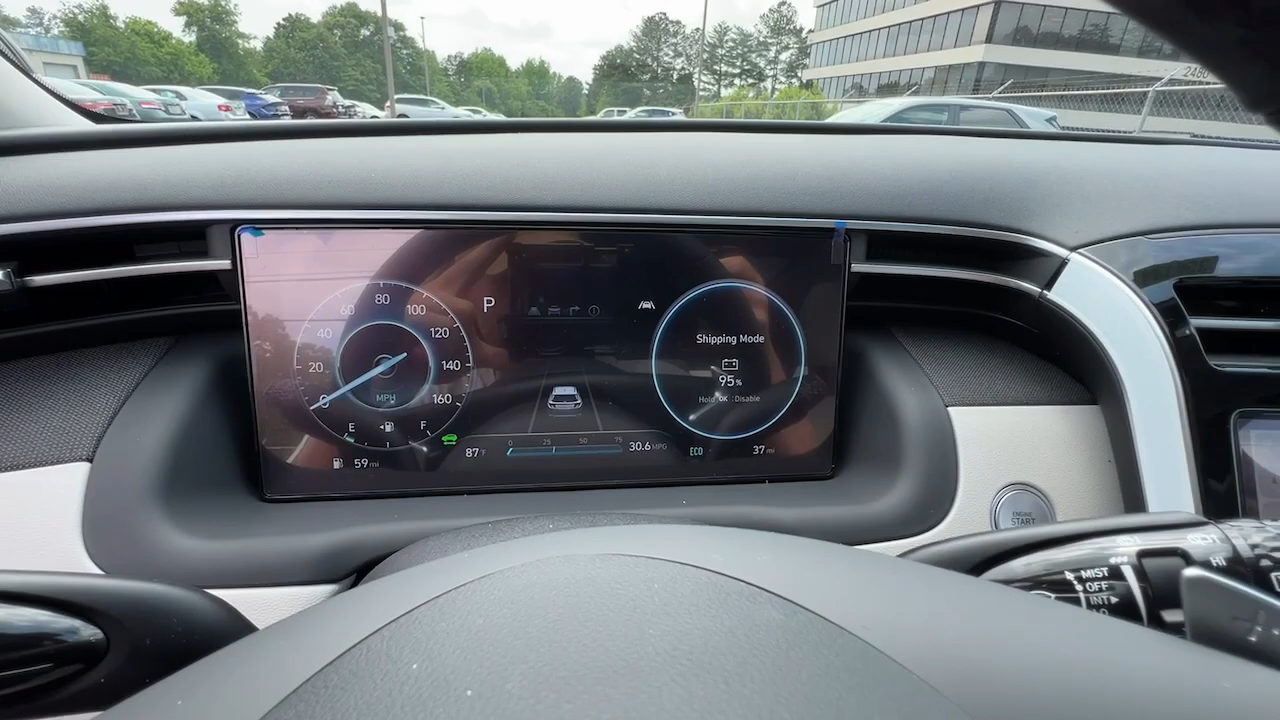 2480
80
60
100
40
120
20
140
0
160
MPH
E
F
59 mi
P
87°F
0 25 50 75
30.6 MPG
Shipping Mode
95%
Hold OK : Disable
ECO
37 mi
ENGINE
START
HI
MIST
OFF
INT
LO